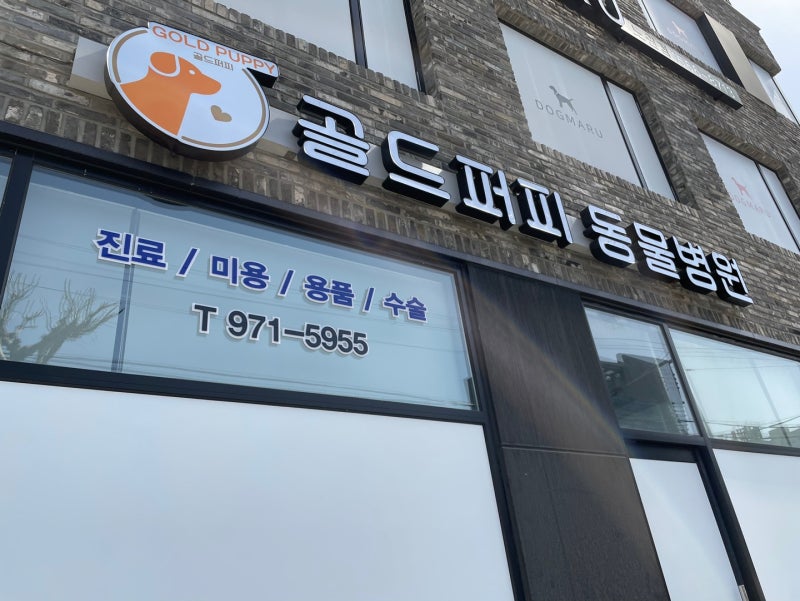 GOLD PUPPY
골드퍼피
골드퍼피 동물병원
DOGMARU
DOGMARU
진료 / 미용 / 용품 / 수술
T 971-5955